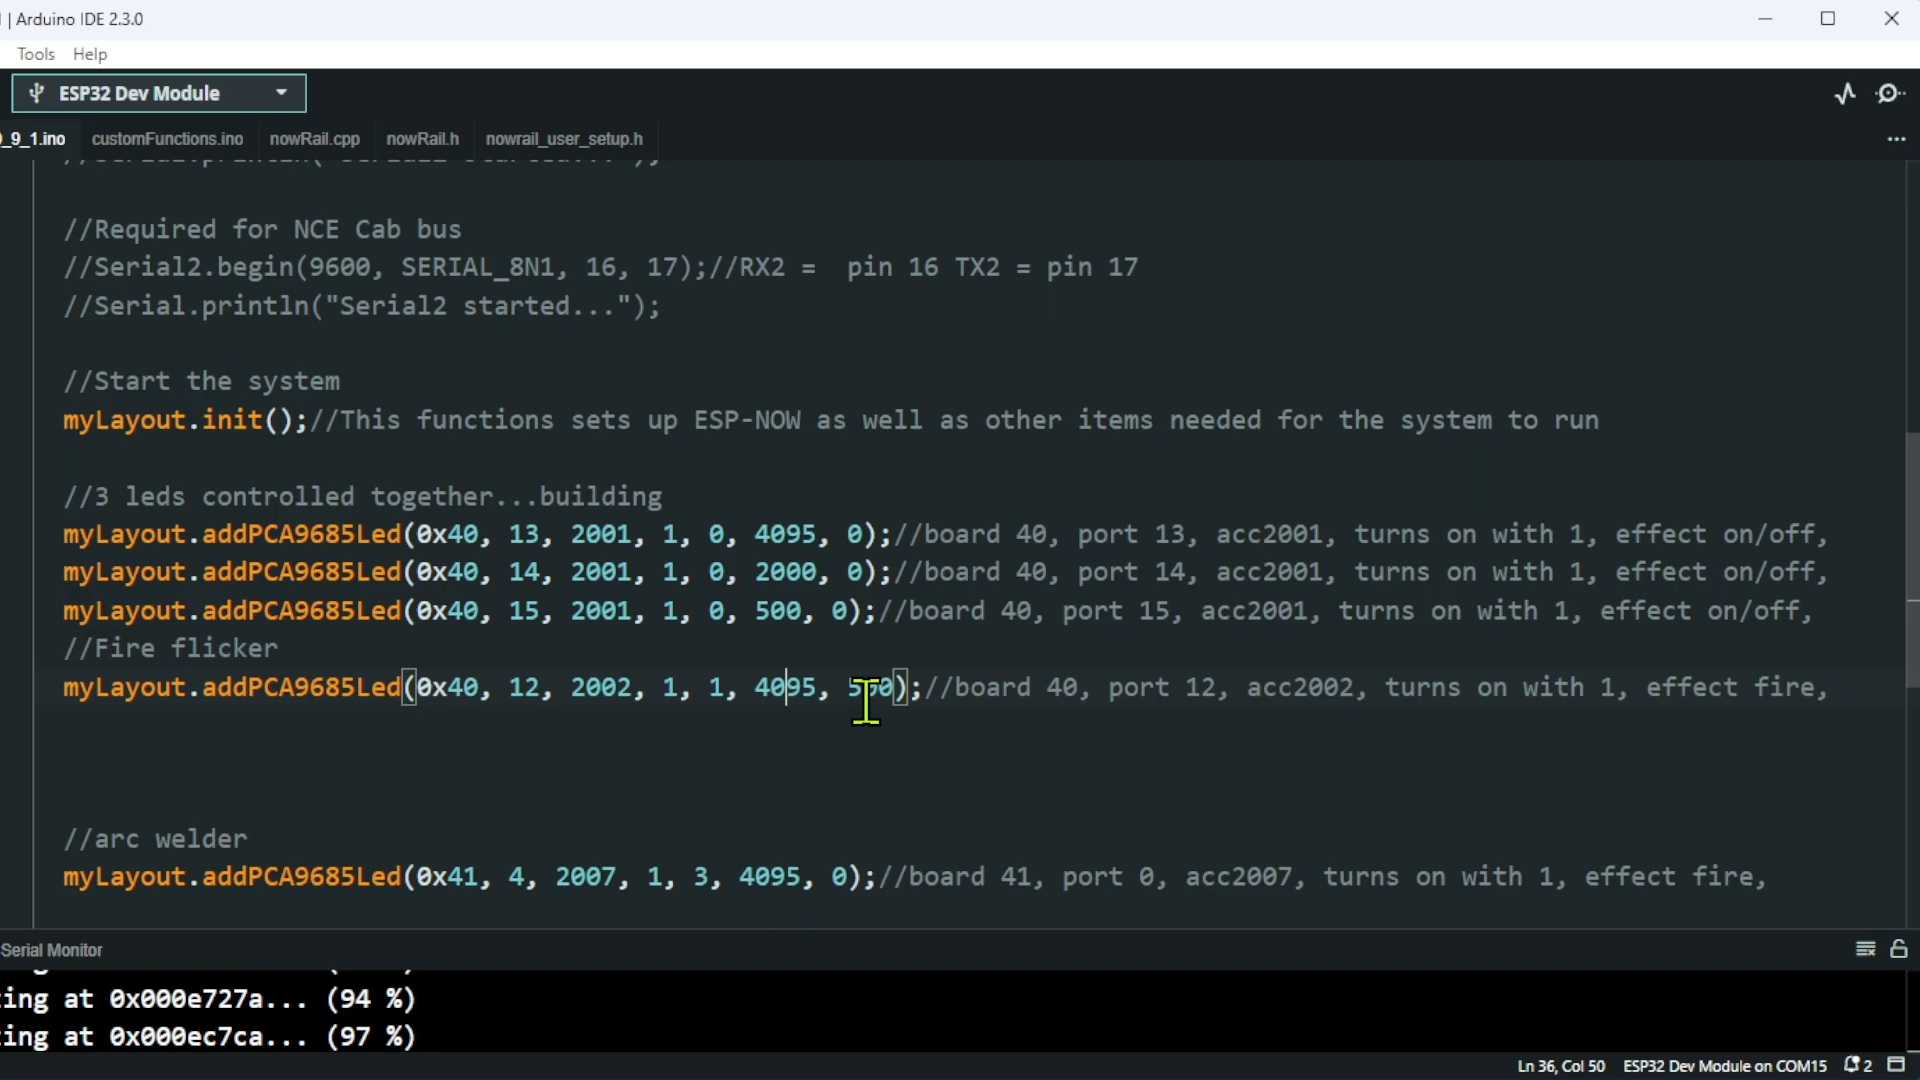 | Arduino IDE 2.3.0
Tools Help
ESP32 Dev Module
_9_1.ino customFunctions.ino nowRail.cpp nowRail.h nowrail_user_setup.h
//Required for NCE Cab bus
//Serial2.begin(9600, SERIAL_8N1, 16, 17);//RX2 =  pin 16 TX2 = pin 17
//Serial.println("Serial2 started...");
//Start the system
myLayout.init();//This functions sets up ESP-NOW as well as other items needed for the system to run
//3 leds controlled together...building
myLayout.addPCA9685Led(0x40, 13, 2001, 1, 0, 4095, 0);//board 40, port 13, acc2001, turns on with 1, effect on/off,
myLayout.addPCA9685Led(0x40, 14, 2001, 1, 0, 2000, 0);//board 40, port 14, acc2001, turns on with 1, effect on/off,
myLayout.addPCA9685Led(0x40, 15, 2001, 1, 0, 500, 0);//board 40, port 15, acc2001, turns on with 1, effect on/off,
//Fire flicker
myLayout.addPCA9685Led(0x40, 12, 2002, 1, 1, 4095, 500);//board 40, port 12, acc2002, turns on with 1, effect fire,
//arc welder
myLayout.addPCA9685Led(0x41, 4, 2007, 1, 3, 4095, 0);//board 41, port 0, acc2007, turns on with 1, effect fire,
Serial Monitor
ing at 0x000e727a... (94 %)
ing at 0x000ec7ca... (97 %)
Ln 36, Col 50 ESP32 Dev Module on COM15 2